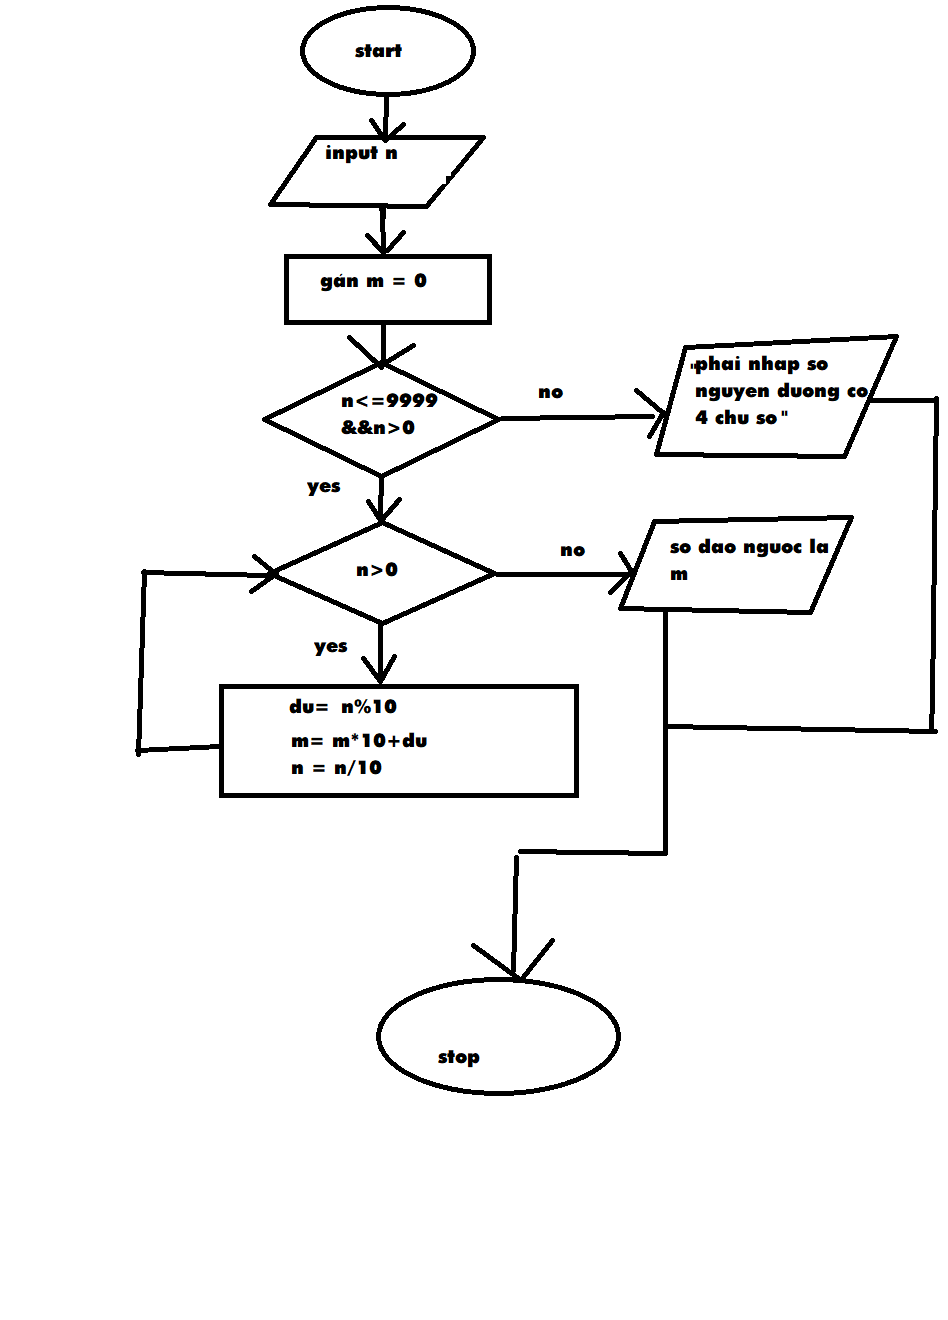 start
input n
gán m = 0
n<=9999
&&n>0
no
"phai nhap so
nguyen duong co
4 chu so"
yes
n>0
no
so dao nguoc la
m
yes
du= n%10
m= m*10+du
n = n/10
stop